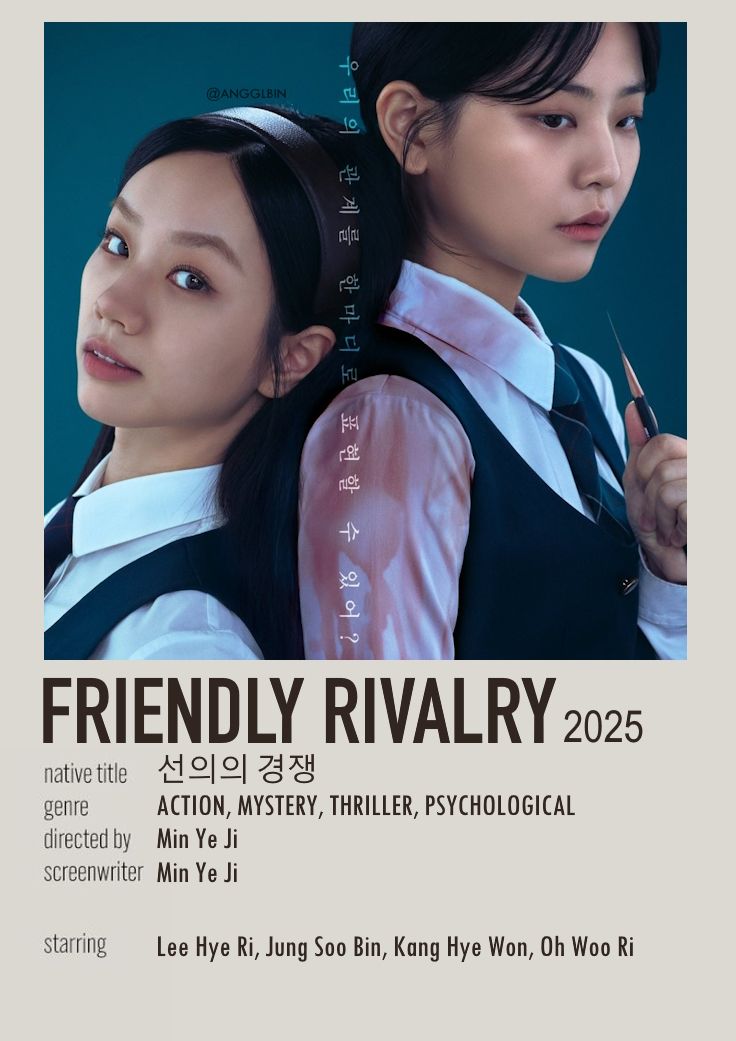 @ANGGLBIN
우리의 관계를 한마디로 표현할 수 있어?
FRIENDLY RIVALRY 2025
native title 선의의 경쟁
genre ACTION, MYSTERY, THRILLER, PSYCHOLOGICAL
directed by Min Ye Ji
screenwriter Min Ye Ji
starring Lee Hye Ri, Jung Soo Bin, Kang Hye Won, Oh Woo Ri